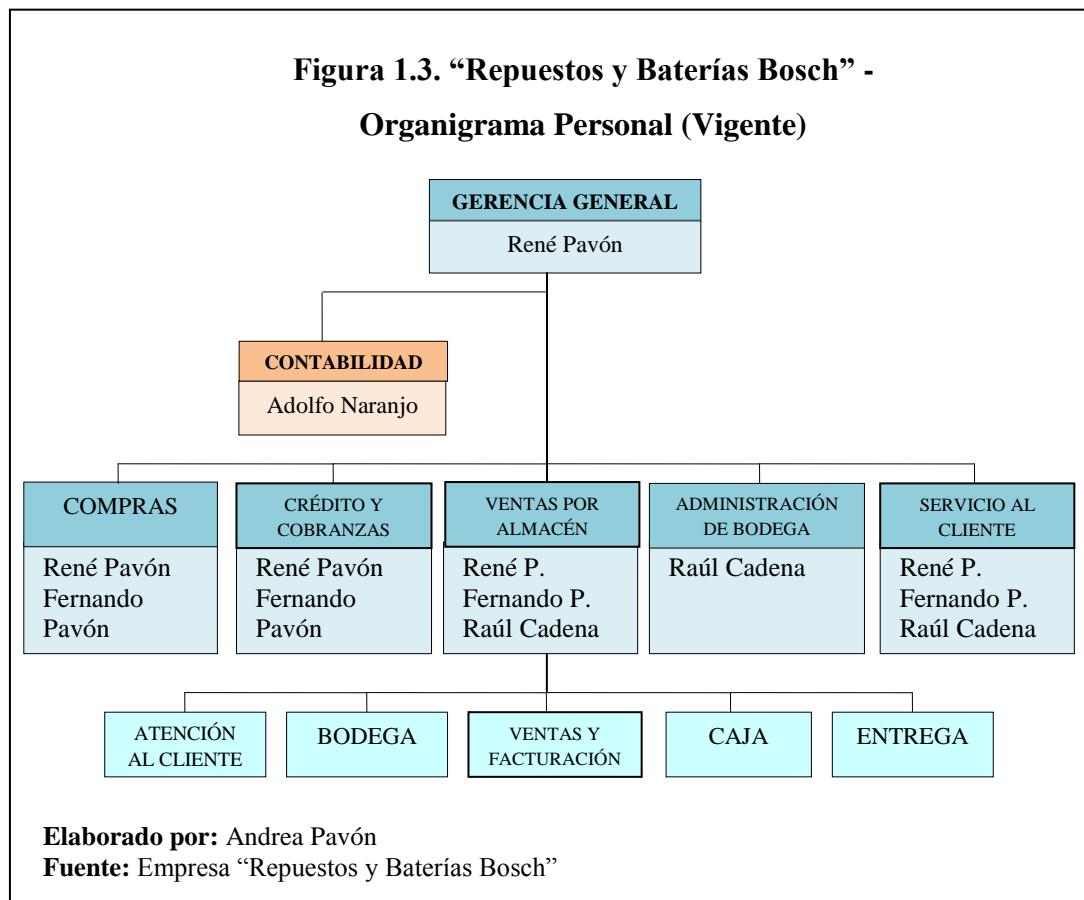 Figura 1.3. “Repuestos y Baterías Bosch” -
Organigrama Personal (Vigente)
GERENCIA GENERAL
René Pavón
CONTABILIDAD
Adolfo Naranjo
COMPRAS
René Pavón
Fernando
Pavón
CRÉDITO Y
COBRANZAS
René Pavón
Fernando
Pavón
VENTAS POR
ALMACÉN
René P.
Fernando P.
Raúl Cadena
ADMINISTRACIÓN
DE BODEGA
Raúl Cadena
SERVICIO AL
CLIENTE
René P.
Fernando P.
Raúl Cadena
ATENCIÓN
AL CLIENTE
BODEGA
VENTAS Y
FACTURACIÓN
CAJA
ENTREGA
Elaborado por: Andrea Pavón
Fuente: Empresa “Repuestos y Baterías Bosch”